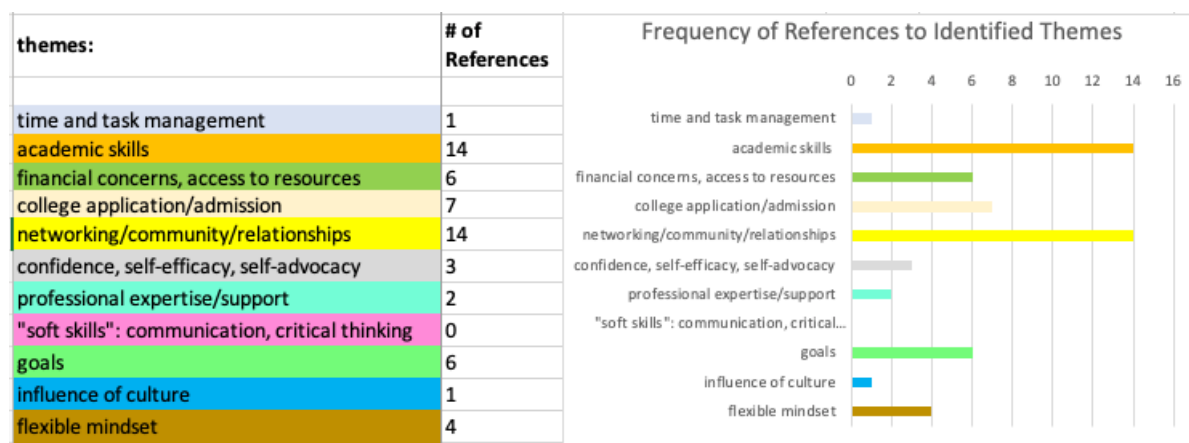 themes:
# of
References
time and task management 1
academic skills 14
financial concerns, access to resources 6
college application/admission 7
networking/community/relationships 14
confidence, self-efficacy, self-advocacy 3
professional expertise/support 2
"soft skills": communication, critical thinking 0
goals 6
influence of culture 1
flexible mindset 4
Frequency of References to Identified Themes
0 2 4 6 8 10 12 14 16
time and task management
academic skills
financial concerns, access to resources
college application/admission
networking/community/relationships
confidence, self-efficacy, self-advocacy
professional expertise/support
"soft skills": communication, critical...
goals
influence of culture
flexible mindset